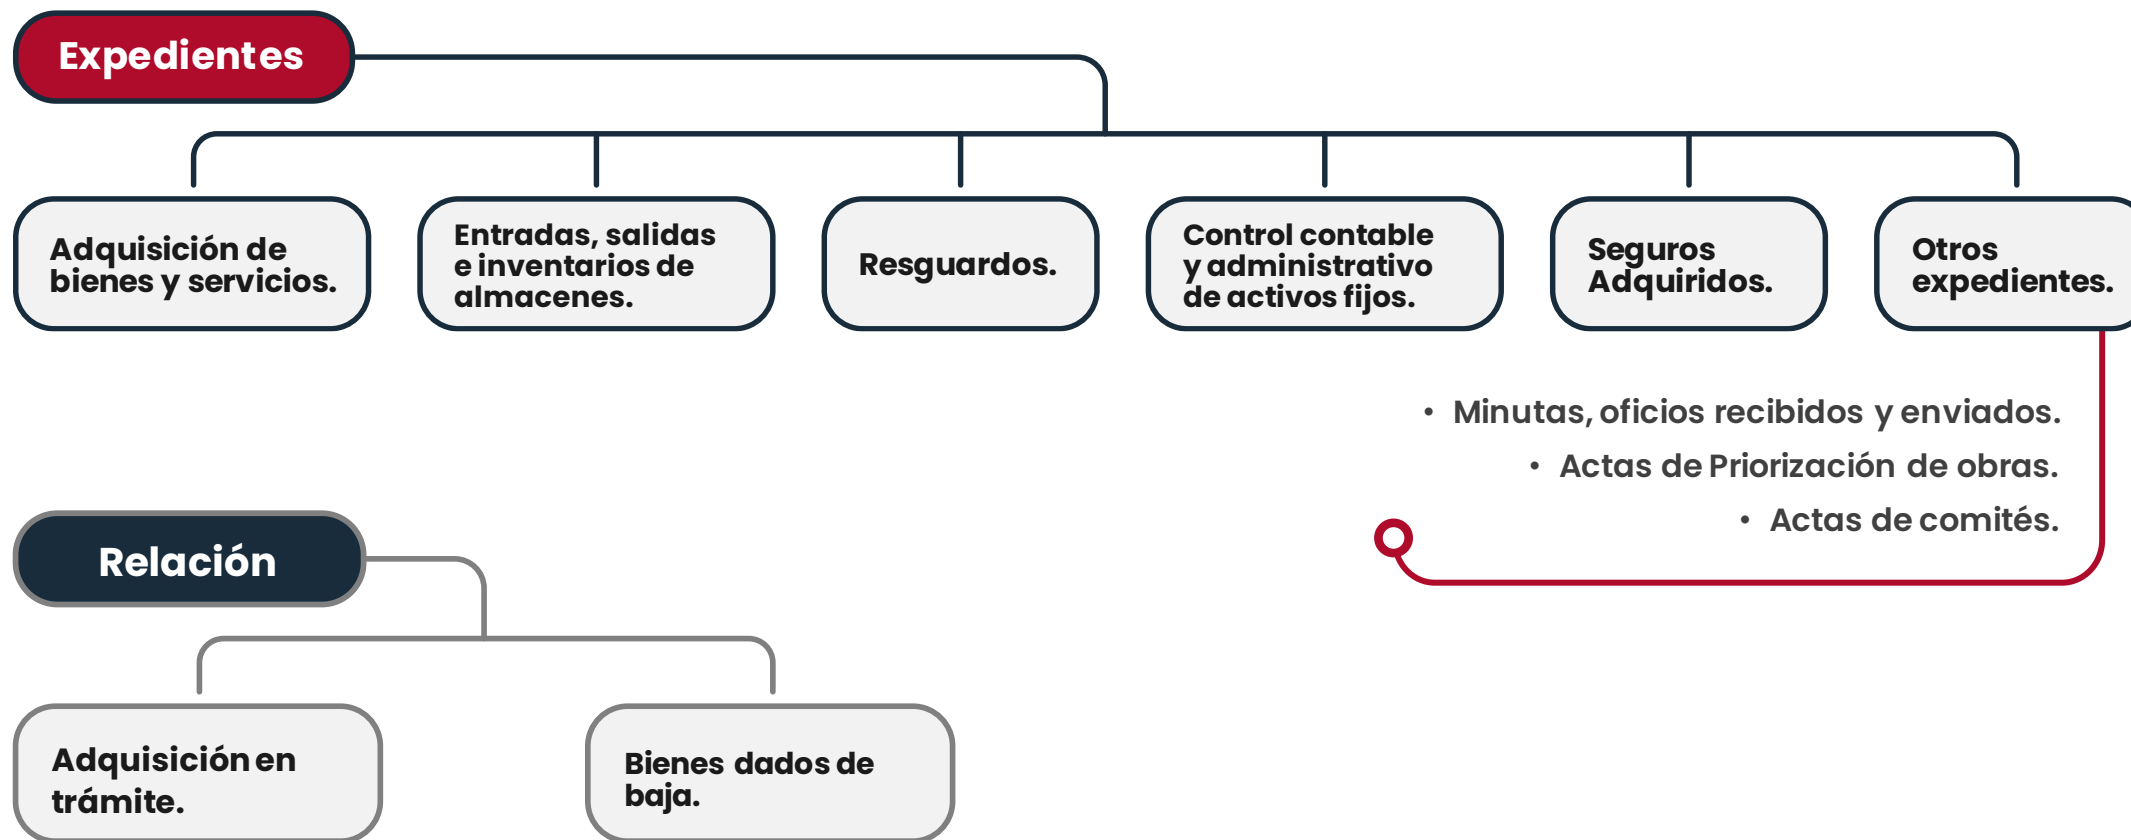 Expedientes
Adquisición de
bienes y servicios.
Entradas, salidas
e inventarios de
almacenes.
Resguardos.
Control contable
y administrativo
de activos fijos.
Seguros
Adquiridos.
Otros
expedientes.
• Minutas, oficios recibidos y enviados.
• Actas de Priorización de obras.
• Actas de comités.
Relación
Adquisición en
trámite.
Bienes dados de
baja.